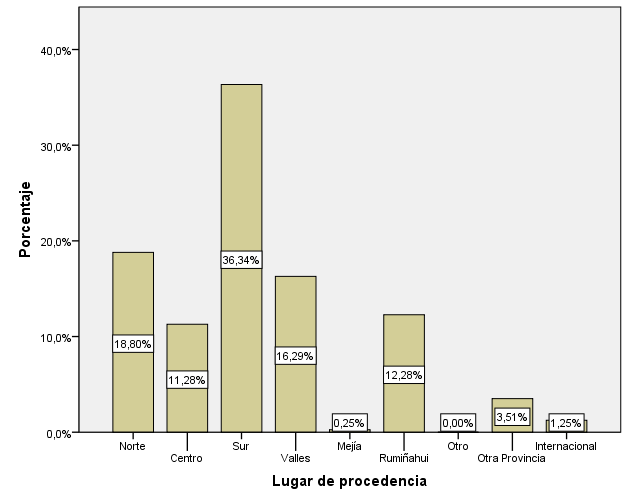 Porcentaje
40,0%
30,0%
20,0%
10,0%
0,0%
18,80%
11,28%
36,34%
16,29%
0,25%
12,28%
0,00%
3,51%
1,25%
Norte
Centro
Sur
Valles
Mejía
Rumiñahui
Otro
Otra Provincia
Internacional
Lugar de procedencia